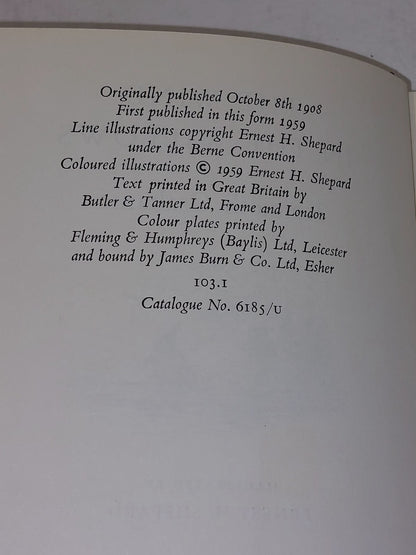 Originally published October 8th 1908
First published in this form 1959
Line illustrations copyright Ernest H. Shepard
under the Berne Convention
Coloured illustrations © 1959 Ernest H. Shepard
Text printed in Great Britain by
Butler & Tanner Ltd, Frome and London
Colour plates printed by
Fleming & Humphreys (Baylis) Ltd, Leicester
and bound by James Burn & Co. Ltd, Esher
103.1
Catalogue No. 6185/U